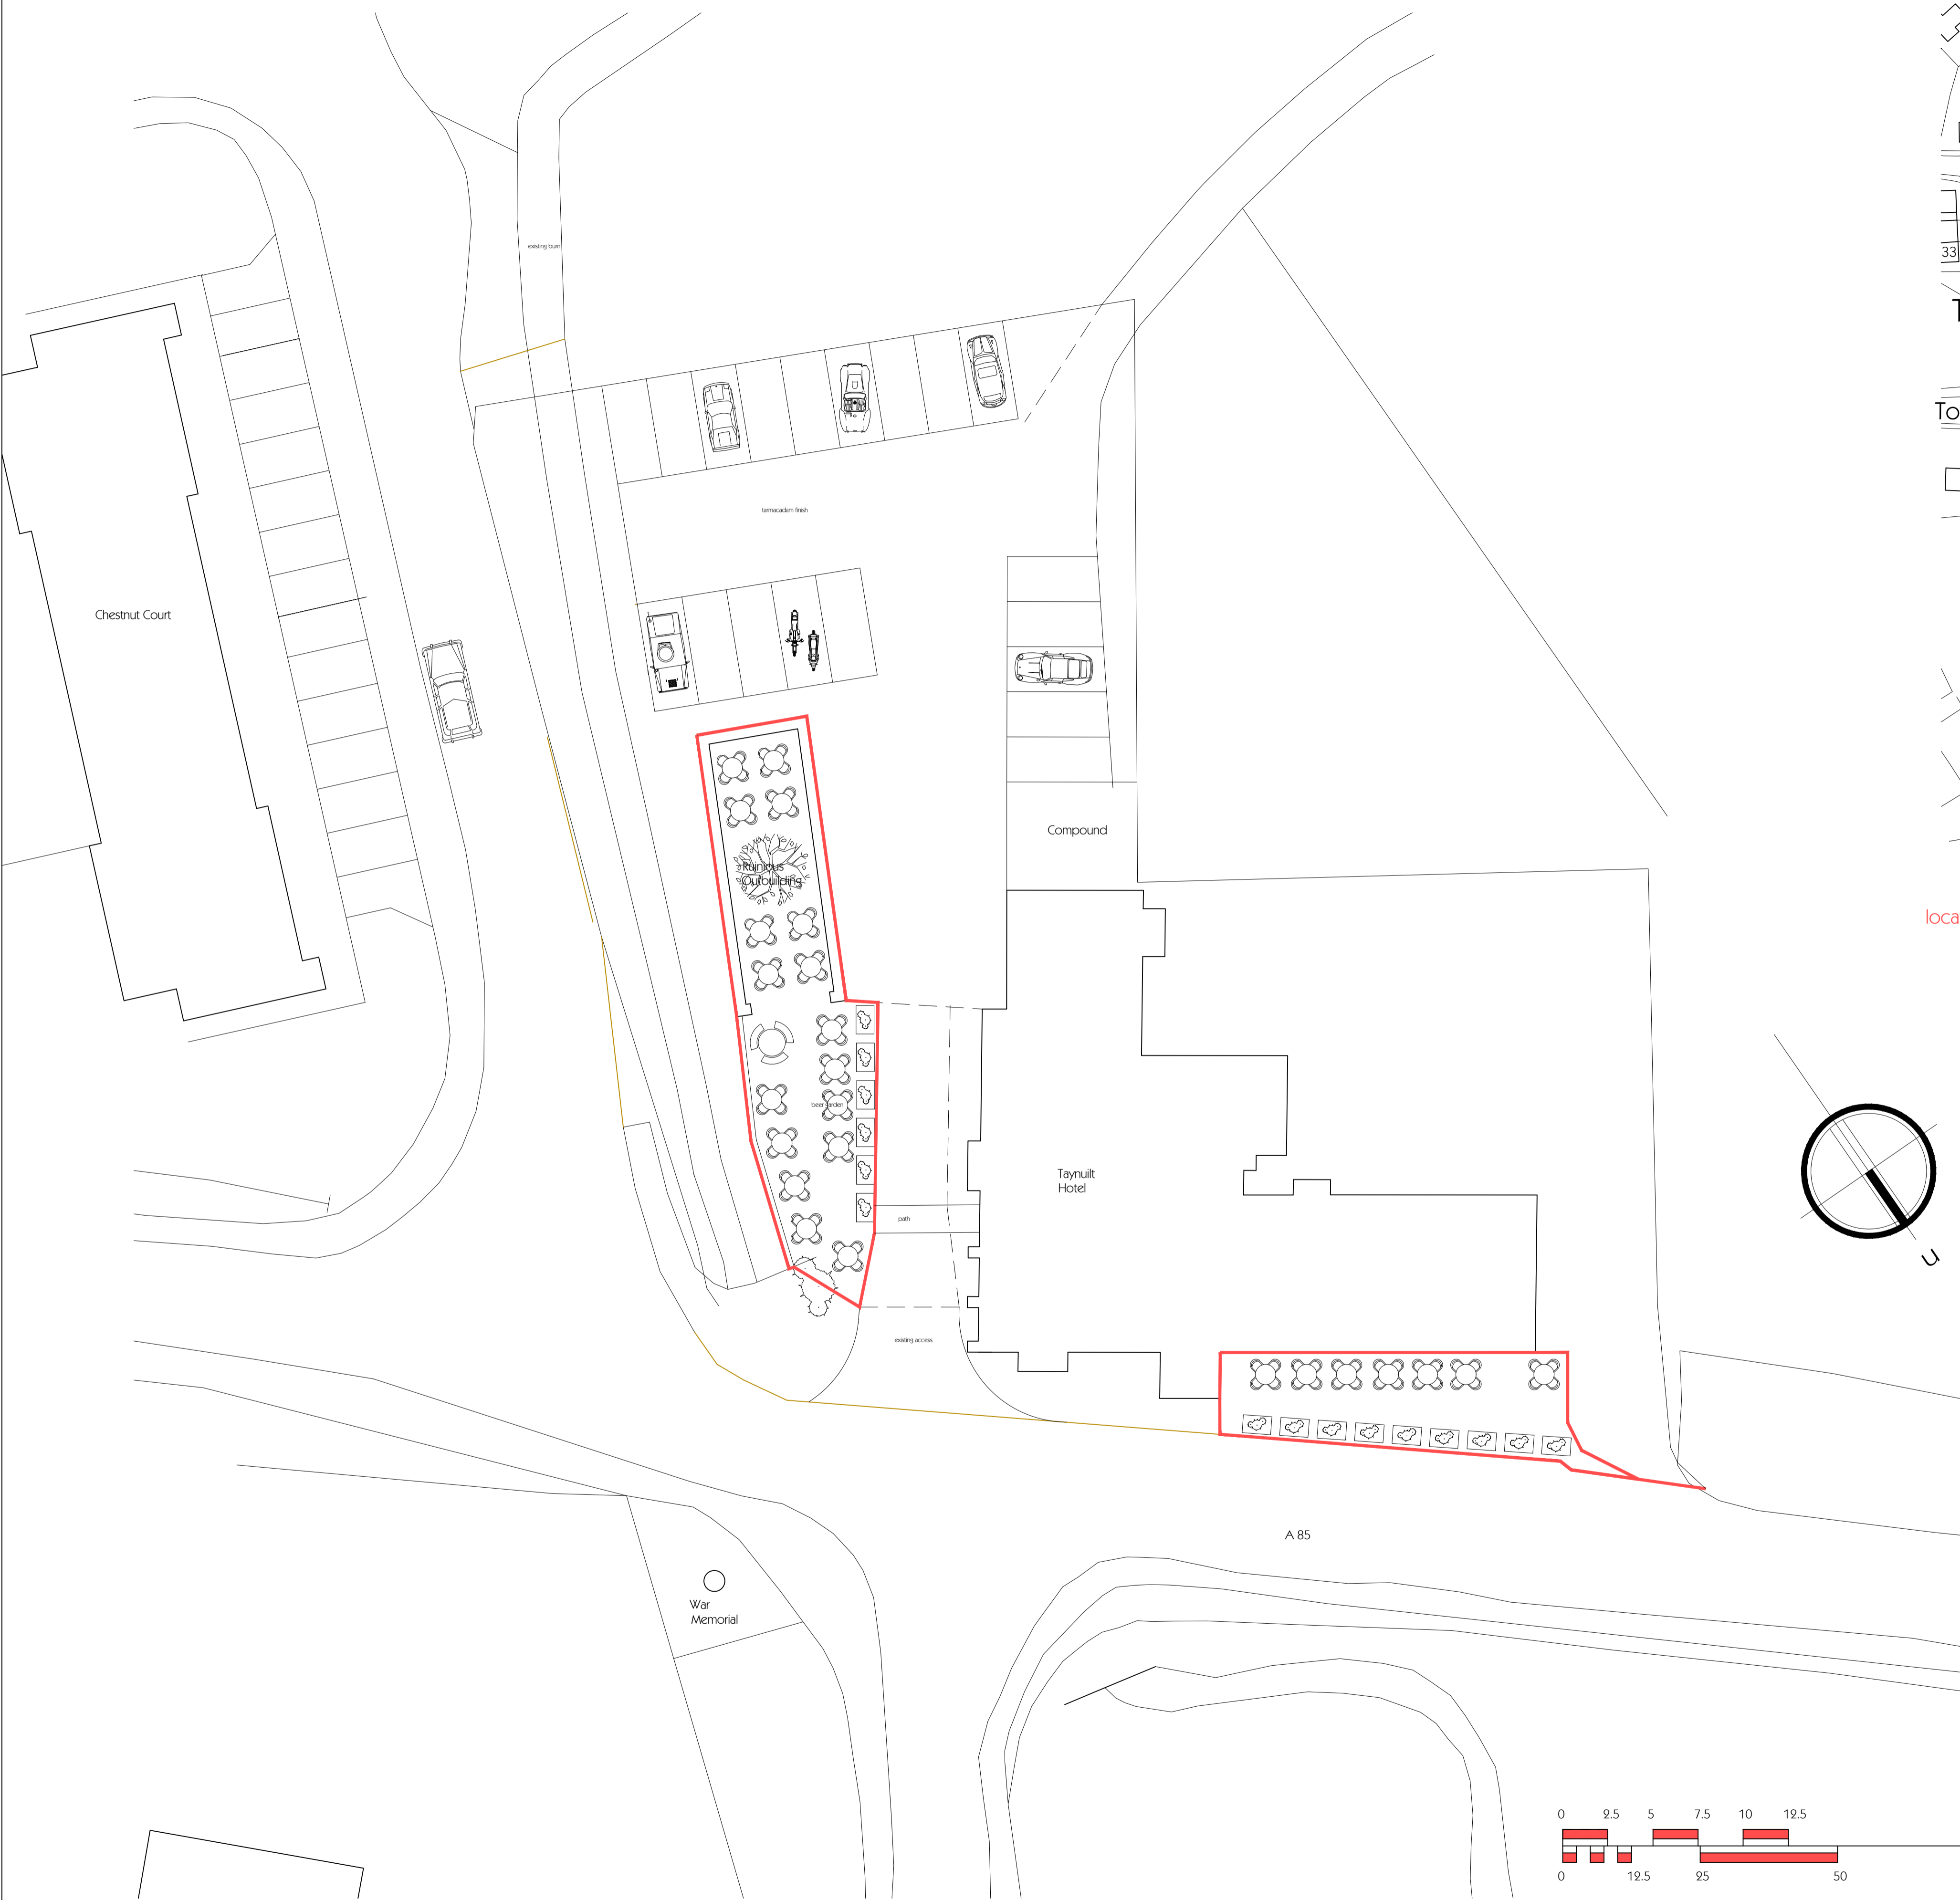 existing burn
33
T
To
tarmacadam finish
Chestnut Court
Compound
Ruinious
Outbuilding
loca
beer garden
Taynuilt
Hotel
path
n
existing access
A 85
War
Memorial
0 2.5 5 7.5 10 12.5
0 12.5 25 50